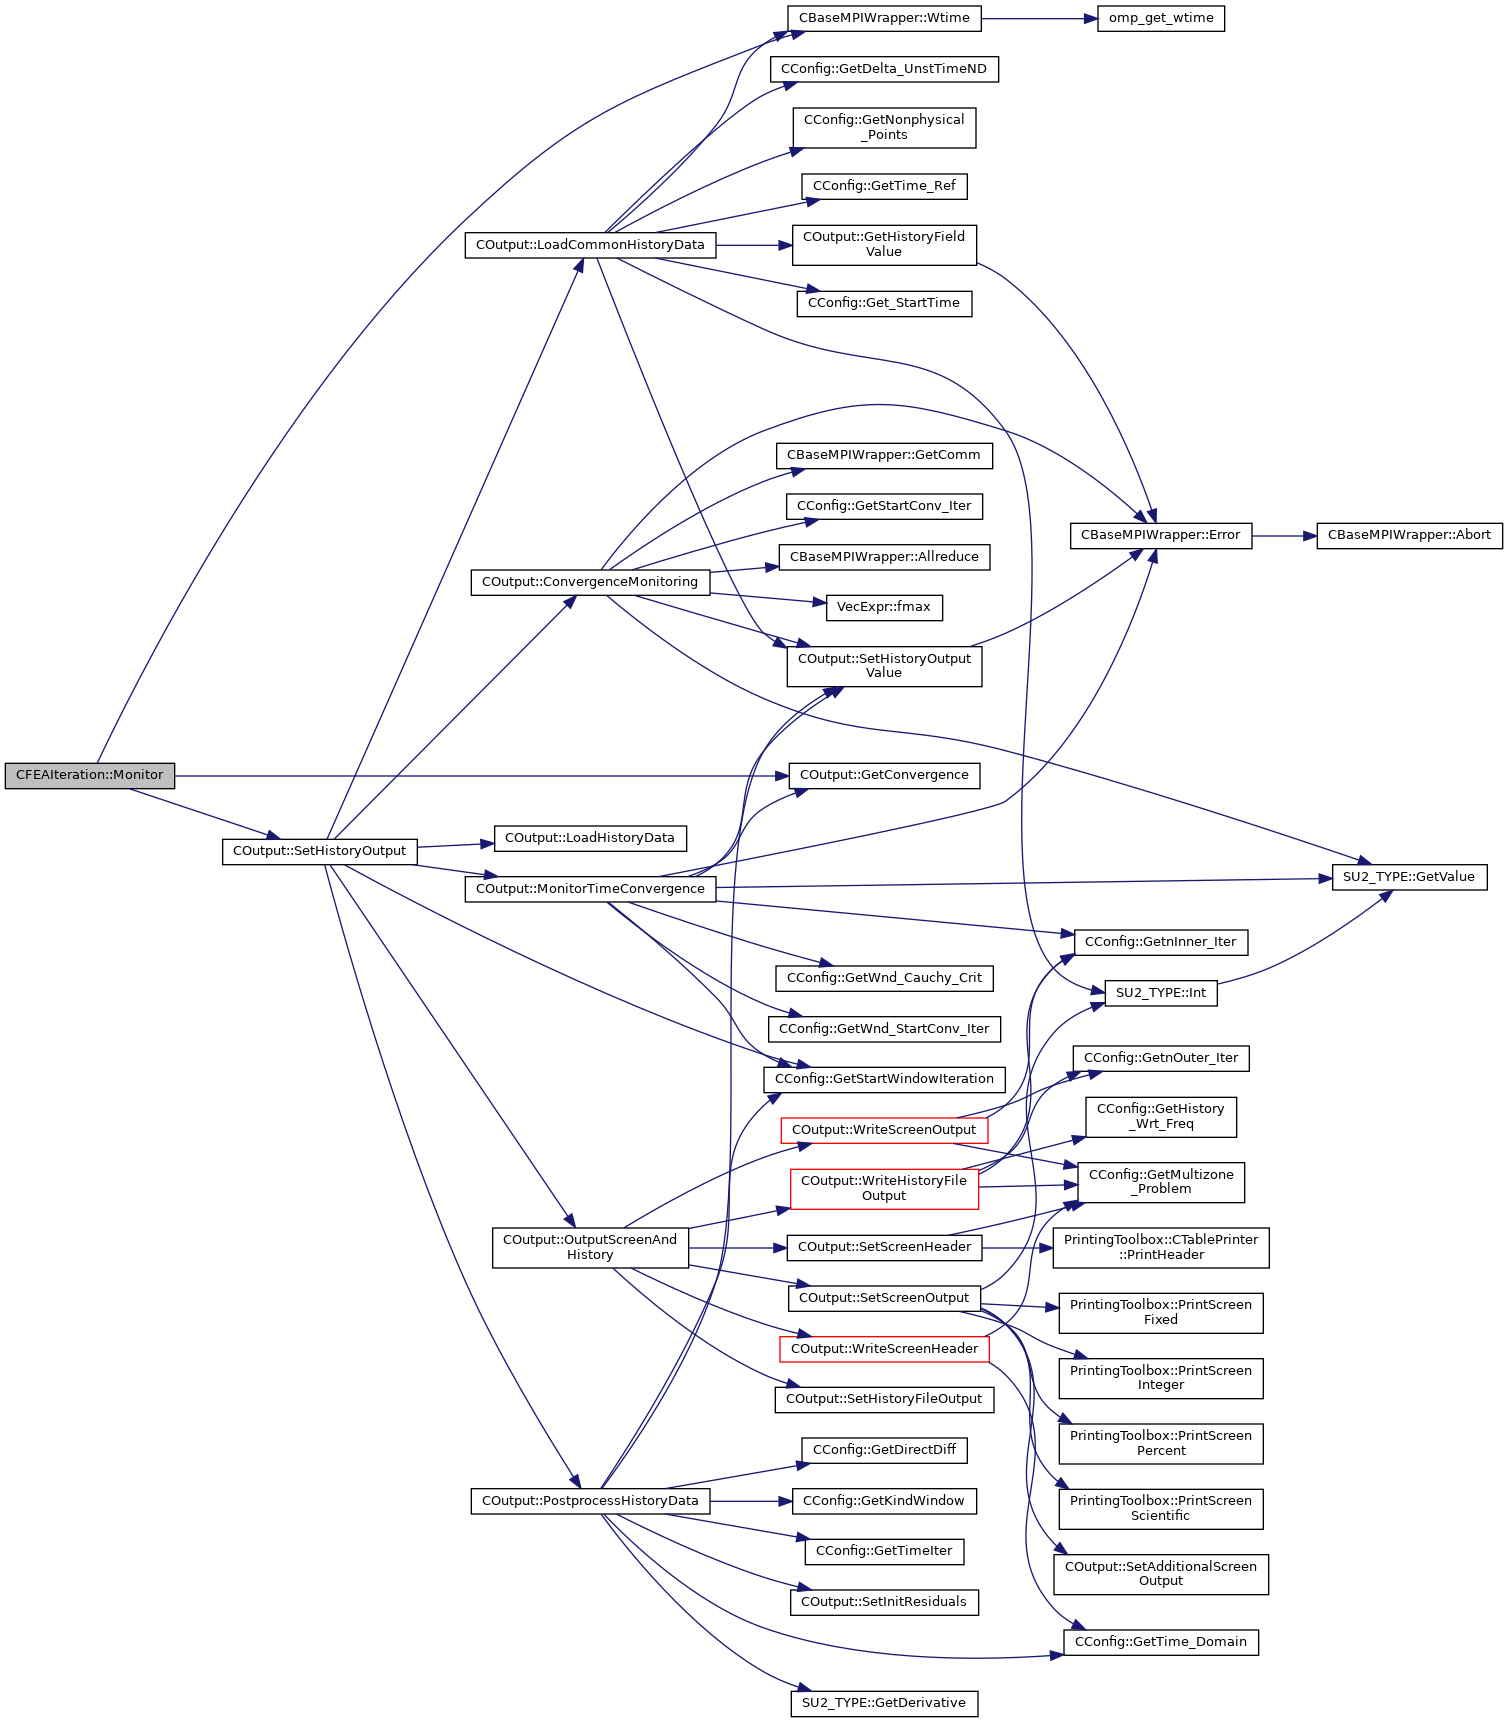 CBaseMPIWrapper::Wtime
omp_get_wtime
CConfig::GetDelta_UnstTimeND
CConfig::GetNonphysical
_Points
CConfig::GetTime_Ref
COutput::LoadCommonHistoryData
COutput::GetHistoryField
Value
CConfig::Get_StartTime
CBaseMPIWrapper::GetComm
CConfig::GetStartConv_Iter
CBaseMPIWrapper::Error
CBaseMPIWrapper::Abort
CBaseMPIWrapper::Allreduce
COutput::ConvergenceMonitoring
VecExpr::fmax
COutput::SetHistoryOutput
Value
CFEAIteration::Monitor
COutput::GetConvergence
COutput::SetHistoryOutput
COutput::LoadHistoryData
COutput::MonitorTimeConvergence
SU2_TYPE::GetValue
CConfig::GetnInner_Iter
CConfig::GetWnd_Cauchy_Crit
SU2_TYPE::Int
CConfig::GetWnd_StartConv_Iter
CConfig::GetnOuter_Iter
CConfig::GetStartWindowIteration
CConfig::GetHistory
_Wrt_Freq
COutput::WriteScreenOutput
CConfig::GetMultizone
_Problem
COutput::WriteHistoryFile
Output
COutput::OutputScreenAnd
History
COutput::SetScreenHeader
PrintingToolbox::CTablePrinter
::PrintHeader
COutput::SetScreenOutput
PrintingToolbox::PrintScreen
Fixed
COutput::WriteScreenHeader
PrintingToolbox::PrintScreen
Integer
COutput::SetHistoryFileOutput
PrintingToolbox::PrintScreen
Percent
CConfig::GetDirectDiff
COutput::PostprocessHistoryData
CConfig::GetKindWindow
PrintingToolbox::PrintScreen
Scientific
CConfig::GetTimeIter
COutput::SetAdditionalScreen
Output
COutput::SetInitResiduals
CConfig::GetTime_Domain
SU2_TYPE::GetDerivative